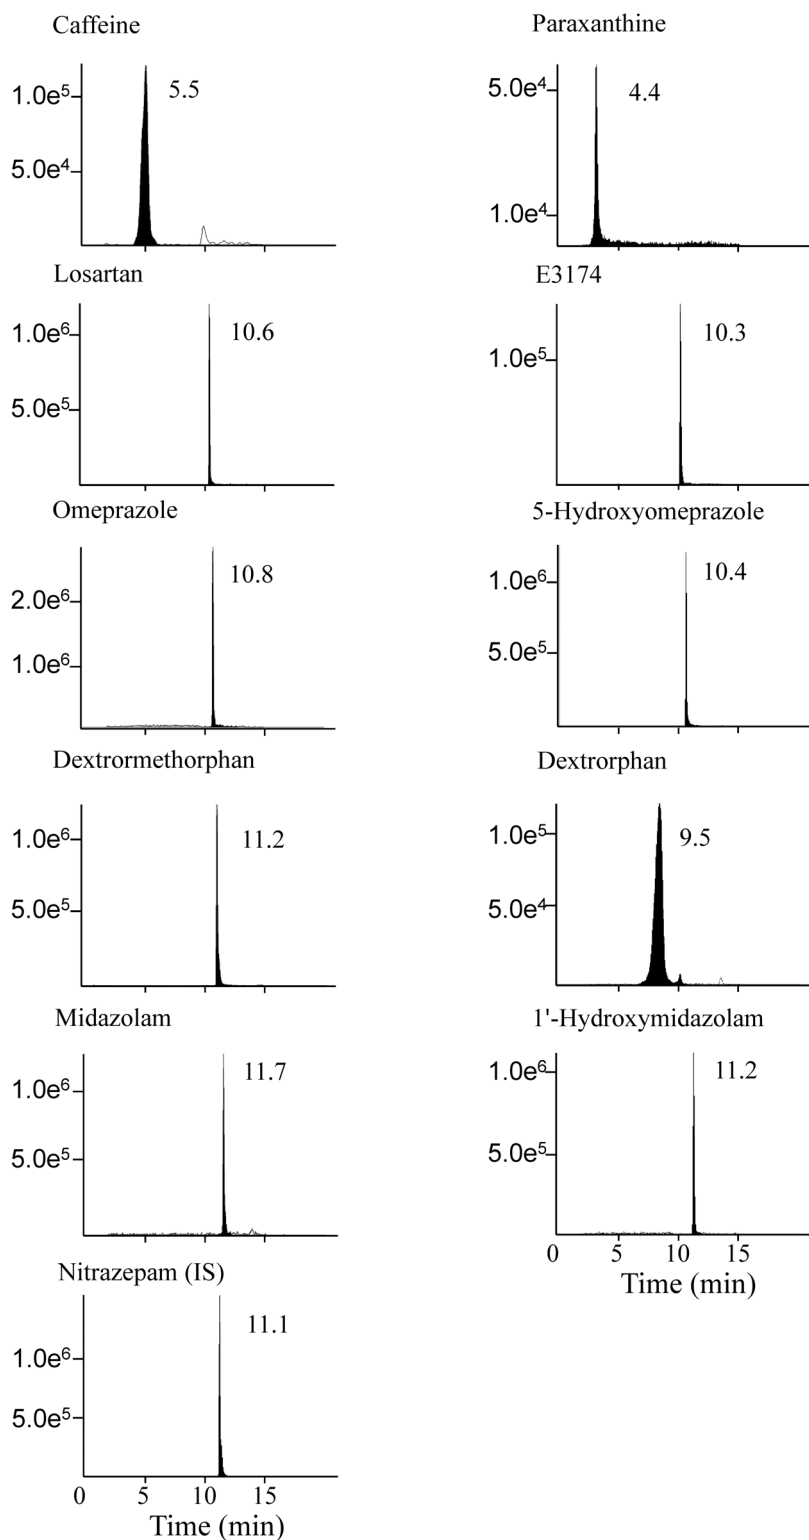 Caffeine
1.0e⁵
5.0e⁴
5.5
Paraxanthine
5.0e⁴
1.0e⁴
4.4
Losartan
1.0e⁶
5.0e⁵
10.6
E3174
1.0e⁵
10.3
Omeprazole
2.0e⁶
1.0e⁶
10.8
5-Hydroxyomeprazole
1.0e⁶
5.0e⁵
10.4
Dextrormethorphan
1.0e⁶
5.0e⁵
11.2
Dextrorphan
1.0e⁵
5.0e⁴
9.5
Midazolam
1.0e⁶
5.0e⁵
11.7
1'-Hydroxymidazolam
1.0e⁶
5.0e⁵
11.2
0 5 10 15
Time (min)
Nitrazepam (IS)
1.0e⁶
5.0e⁵
11.1
0 5 10 15
Time (min)